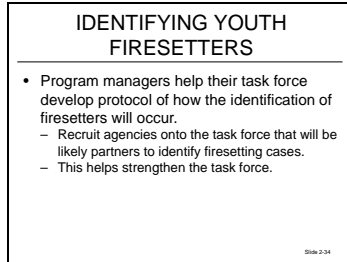 IDENTIFYING YOUTH
FIRESETTERS
• Program managers help their task force
develop protocol of how the identification of
firesetters will occur.
– Recruit agencies onto the task force that will be
likely partners to identify firesetting cases.
– This helps strengthen the task force.
Slide 2-34